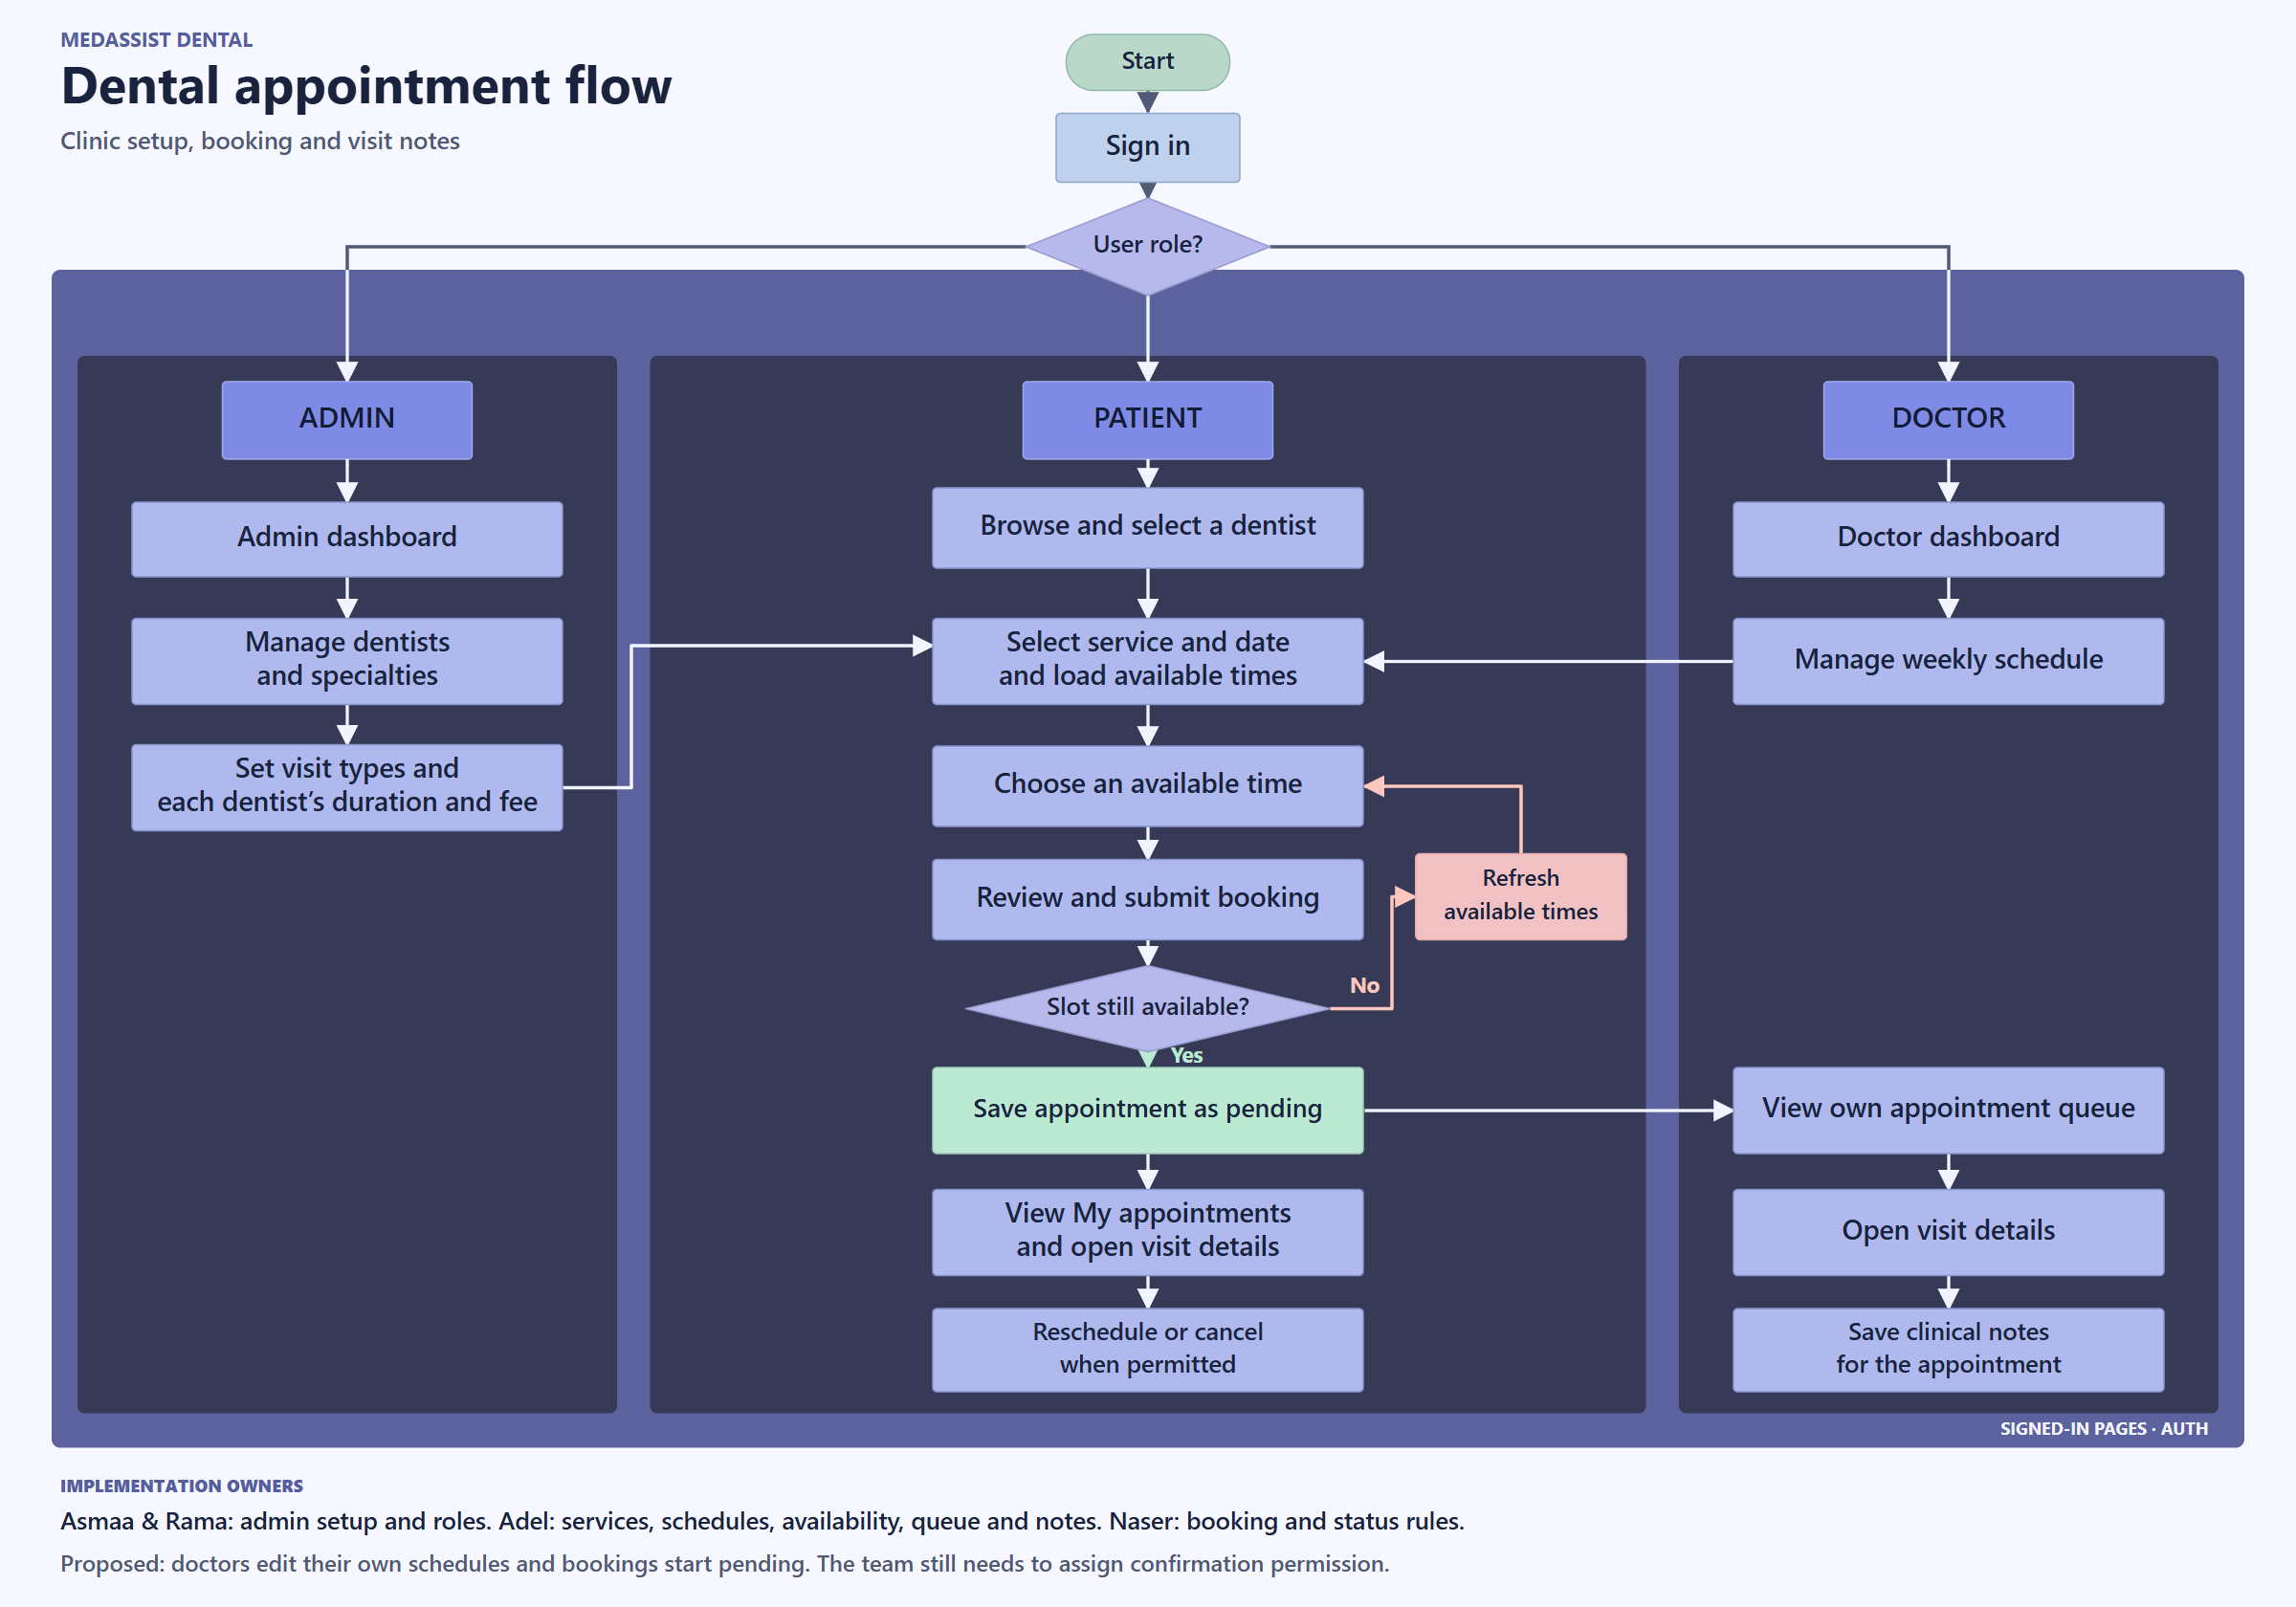 MEDASSIST DENTAL
Dental appointment flow
Clinic setup, booking and visit notes
Start
Sign in
User role?
ADMIN
Admin dashboard
Manage dentists
and specialties
Set visit types and
each dentist’s duration and fee
PATIENT
Browse and select a dentist
Select service and date
and load available times
Choose an available time
Review and submit booking
Refresh
available times
Slot still available?
No
Yes
Save appointment as pending
View My appointments
and open visit details
Reschedule or cancel
when permitted
DOCTOR
Doctor dashboard
Manage weekly schedule
View own appointment queue
Open visit details
Save clinical notes
for the appointment
SIGNED-IN PAGES · AUTH
IMPLEMENTATION OWNERS
Asmaa & Rama: admin setup and roles. Adel: services, schedules, availability, queue and notes. Naser: booking and status rules.
Proposed: doctors edit their own schedules and bookings start pending. The team still needs to assign confirmation permission.